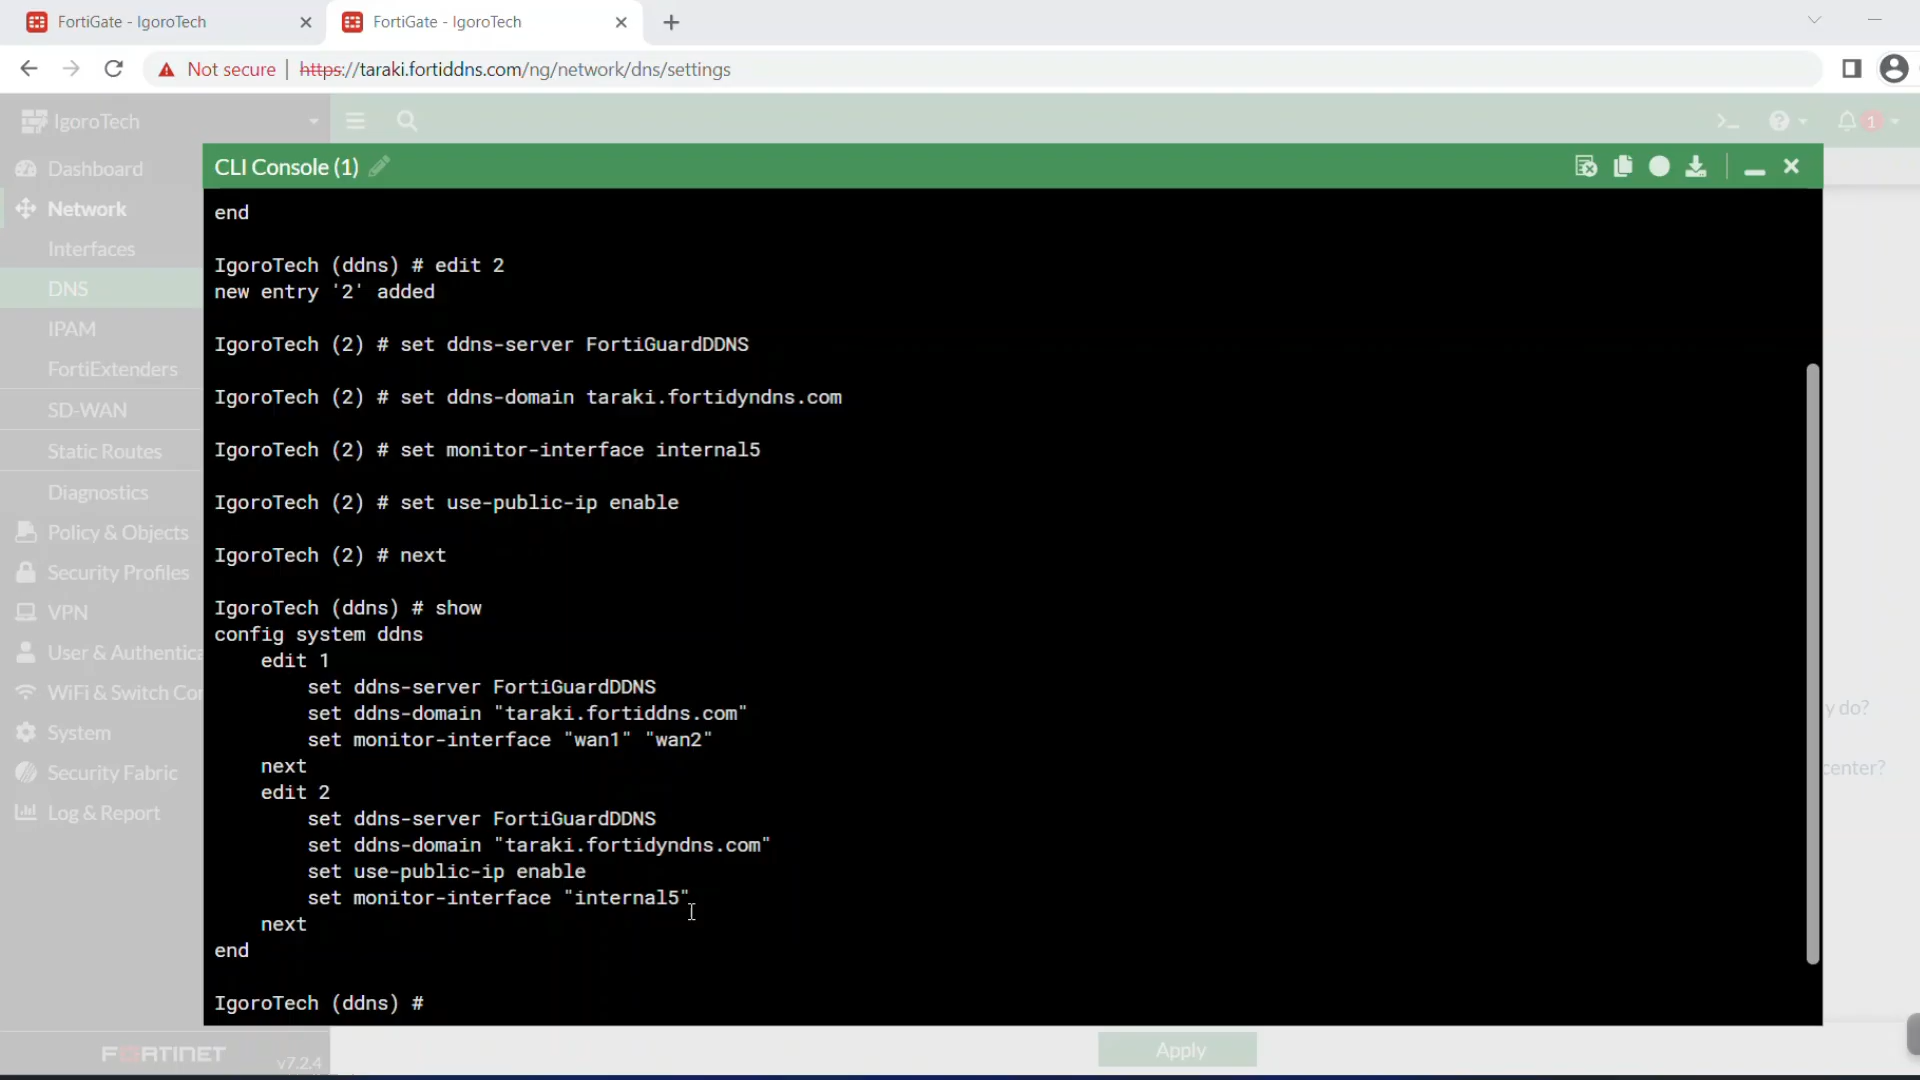 FortiGate - IgoroTech
FortiGate - IgoroTech
Not secure | https://taraki.fortiddns.com/ng/network/dns/settings
IgoroTech
>_
?
1
Dashboard
Network
Interfaces
DNS
IPAM
FortiExtenders
SD-WAN
Static Routes
Diagnostics
Policy & Objects
Security Profiles
VPN
User & Authentica
WiFi & Switch Con
System
Security Fabric
Log & Report
FORTINET
v7.2.4
CLI Console (1)
end
IgoroTech (ddns) # edit 2
new entry '2' added
IgoroTech (2) # set ddns-server FortiGuardDDNS
IgoroTech (2) # set ddns-domain taraki.fortidyndns.com
IgoroTech (2) # set monitor-interface internal5
IgoroTech (2) # set use-public-ip enable
IgoroTech (2) # next
IgoroTech (ddns) # show
config system ddns
edit 1
set ddns-server FortiGuardDDNS
set ddns-domain "taraki.fortiddns.com"
set monitor-interface "wan1" "wan2"
next
edit 2
set ddns-server FortiGuardDDNS
set ddns-domain "taraki.fortidyndns.com"
set use-public-ip enable
set monitor-interface "internal5"
next
end
IgoroTech (ddns) #
y do?
center?
Apply